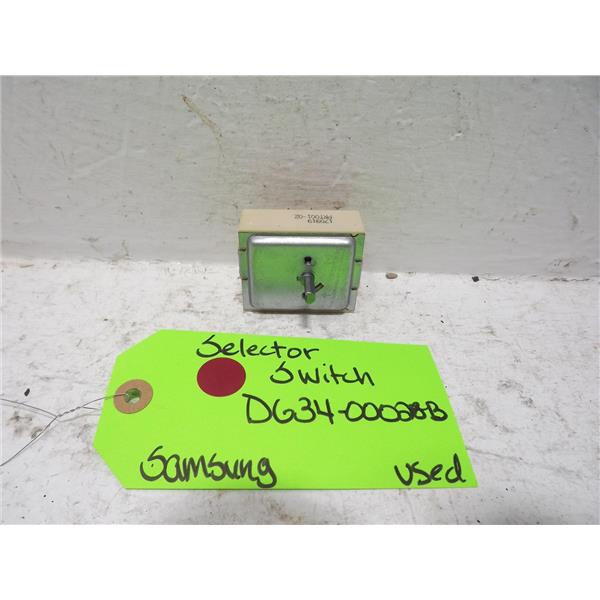 Selector
Switch
DG34-00028B
Samsung
used